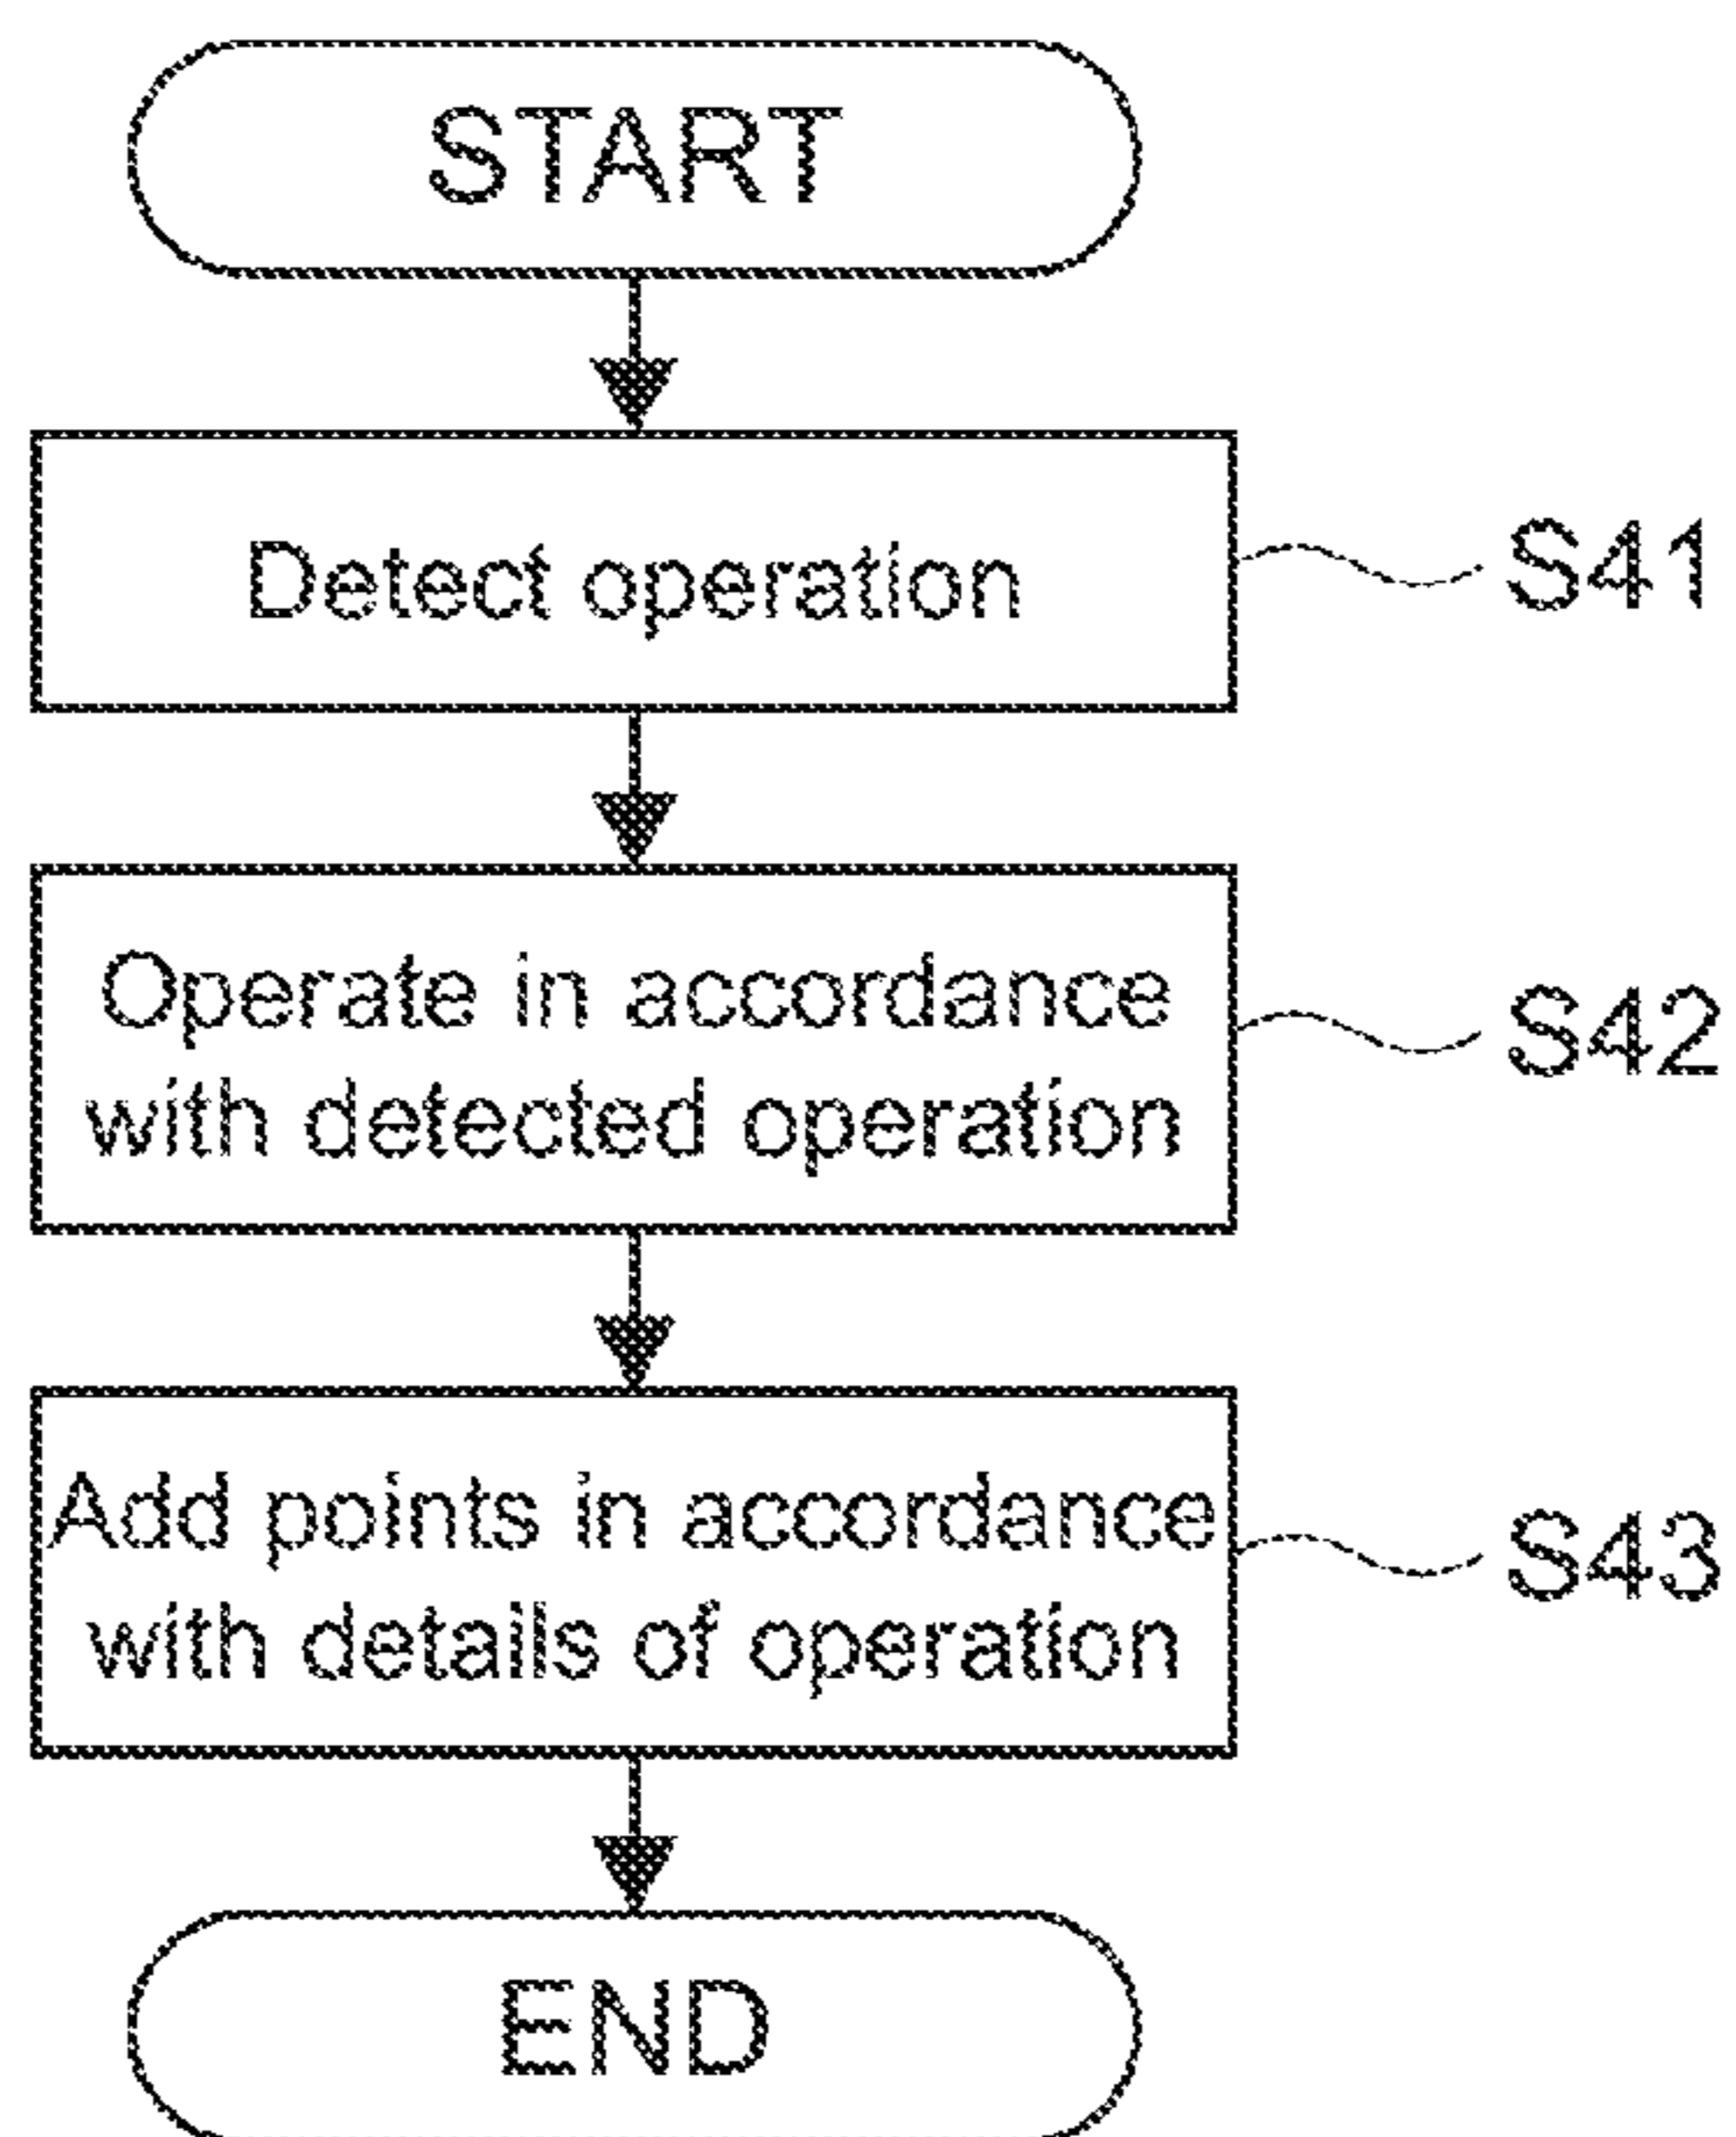 START
Detect operation
S41
Operate in accordance
with detected operation
S42
Add points in accordance
with details of operation
S43
END